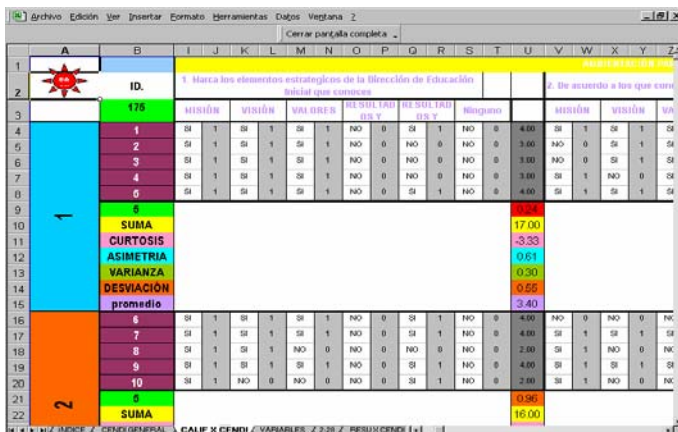 Archivo Edición Ver Insertar Formato Herramientas Datos Ventana ?
Cerrar pantalla completa
A B I J K L M N O P Q R S T U V W X Y Z
1
2 ID. 1. Marca los elementos estrategicos de la Dirección de Educación Inicial que conoces 2. De acuerdo a los que
3 175 MISIÓN VISIÓN VALORES RESULTADOS Y RESULTADOS Y Ninguno MISIÓN VISIÓN VA
4 1 SI 1 SI 1 SI 1 NO 0 SI 1 NO 0 4.00 SI 1 SI 1 SI
5 2 SI 1 SI 1 SI 1 NO 0 NO 0 NO 0 3.00 NO 0 SI 1 SI
6 3 SI 1 SI 1 SI 1 NO 0 NO 0 NO 0 3.00 NO 0 SI 1 SI
7 4 SI 1 SI 1 SI 1 NO 0 NO 0 NO 0 3.00 SI 1 NO 0 SI
8 5 SI 1 SI 1 SI 1 NO 0 SI 1 NO 0 4.00 SI 1 SI 1 SI
1
9 5 0.24
10 SUMA 17.00
11 CURTOSIS -3.33
12 ASIMETRIA 0.61
13 VARIANZA 0.30
14 DESVIACIÓN 0.55
15 promedio 3.40
16 6 SI 1 SI 1 SI 1 NO 0 SI 1 NO 0 4.00 NO 0 NO 0 NO
17 7 SI 1 SI 1 SI 1 NO 0 SI 1 NO 0 4.00 SI 1 SI 1 SI
18 8 SI 1 SI 1 NO 0 NO 0 NO 0 NO 0 2.00 NO 0 SI 1 NO
19 9 SI 1 SI 1 SI 1 NO 0 SI 1 NO 0 4.00 SI 1 SI 1 SI
20 10 SI 1 NO 0 NO 0 NO 0 SI 1 NO 0 2.00 SI 1 NO 0 NO
2
21 5 0.96
22 SUMA 16.00
INDICE CENDI GENERAL CALIF X CENDI VARIABLES 2-20 RESU X CENDI